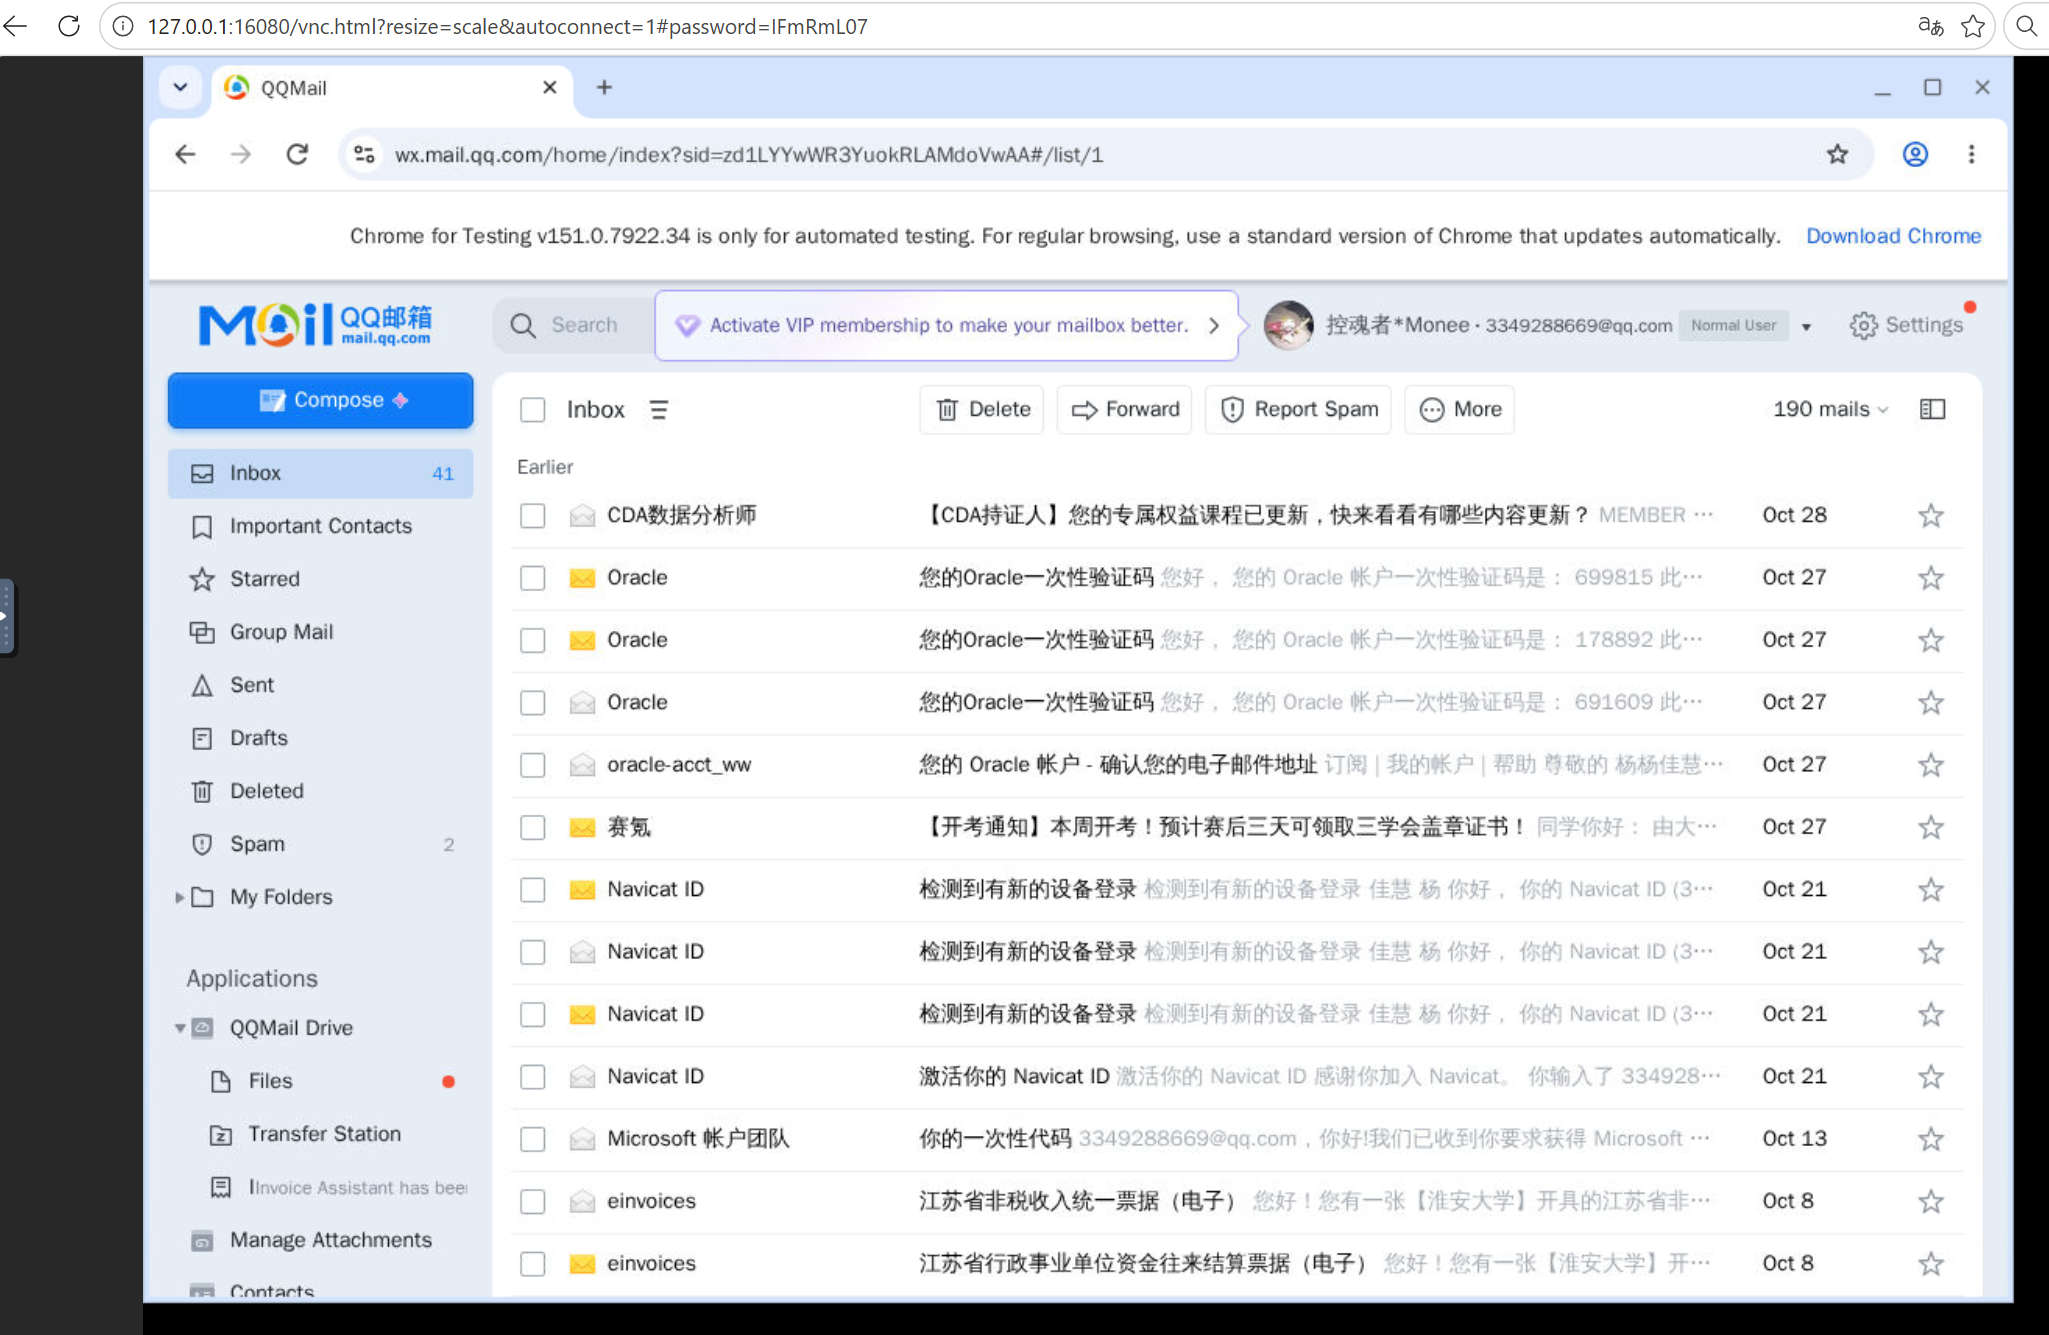 127.0.0.1:16080/vnc.html?resize=scale&autoconnect=1#password=IFmRmL07
QQMail
wx.mail.qq.com/home/index?sid=zd1LYYwWR3YuokRLAMdoVwAA#/list/1
Chrome for Testing v151.0.7922.34 is only for automated testing. For regular browsing, use a standard version of Chrome that updates automatically. Download Chrome
Mail QQ邮箱 mail.qq.com
Search
Activate VIP membership to make your mailbox better.
控魂者*Monee · 3349288669@qq.com Normal User
Settings
Compose
Inbox 41
Important Contacts
Starred
Group Mail
Sent
Drafts
Deleted
Spam 2
My Folders
Applications
QQMail Drive
Files
Transfer Station
Invoice Assistant has bee
Manage Attachments
Contacts
Inbox Delete Forward Report Spam More 190 mails
Earlier
CDA数据分析师 【CDA持证人】您的专属权益课程已更新，快来看看有哪些内容更新？ MEMBER ··· Oct 28
Oracle 您的Oracle一次性验证码 您好， 您的 Oracle 帐户一次性验证码是： 699815 此··· Oct 27
Oracle 您的Oracle一次性验证码 您好， 您的 Oracle 帐户一次性验证码是： 178892 此··· Oct 27
Oracle 您的Oracle一次性验证码 您好， 您的 Oracle 帐户一次性验证码是： 691609 此··· Oct 27
oracle-acct_ww 您的 Oracle 帐户 - 确认您的电子邮件地址 订阅 | 我的帐户 | 帮助 尊敬的 杨杨佳慧··· Oct 27
赛氪 【开考通知】本周开考！预计赛后三天可领取三学会盖章证书！ 同学你好： 由大··· Oct 27
Navicat ID 检测到有新的设备登录 检测到有新的设备登录 佳慧 杨 你好， 你的 Navicat ID (3··· Oct 21
Navicat ID 检测到有新的设备登录 检测到有新的设备登录 佳慧 杨 你好， 你的 Navicat ID (3··· Oct 21
Navicat ID 检测到有新的设备登录 检测到有新的设备登录 佳慧 杨 你好， 你的 Navicat ID (3··· Oct 21
Navicat ID 激活你的 Navicat ID 激活你的 Navicat ID 感谢你加入 Navicat。 你输入了 334928··· Oct 21
Microsoft 帐户团队 你的一次性代码 3349288669@qq.com，你好!我们已收到你要求获得 Microsoft ··· Oct 13
einvoices 江苏省非税收入统一票据（电子） 您好！您有一张【淮安大学】开具的江苏省非··· Oct 8
einvoices 江苏省行政事业单位资金往来结算票据（电子） 您好！您有一张【淮安大学】开··· Oct 8